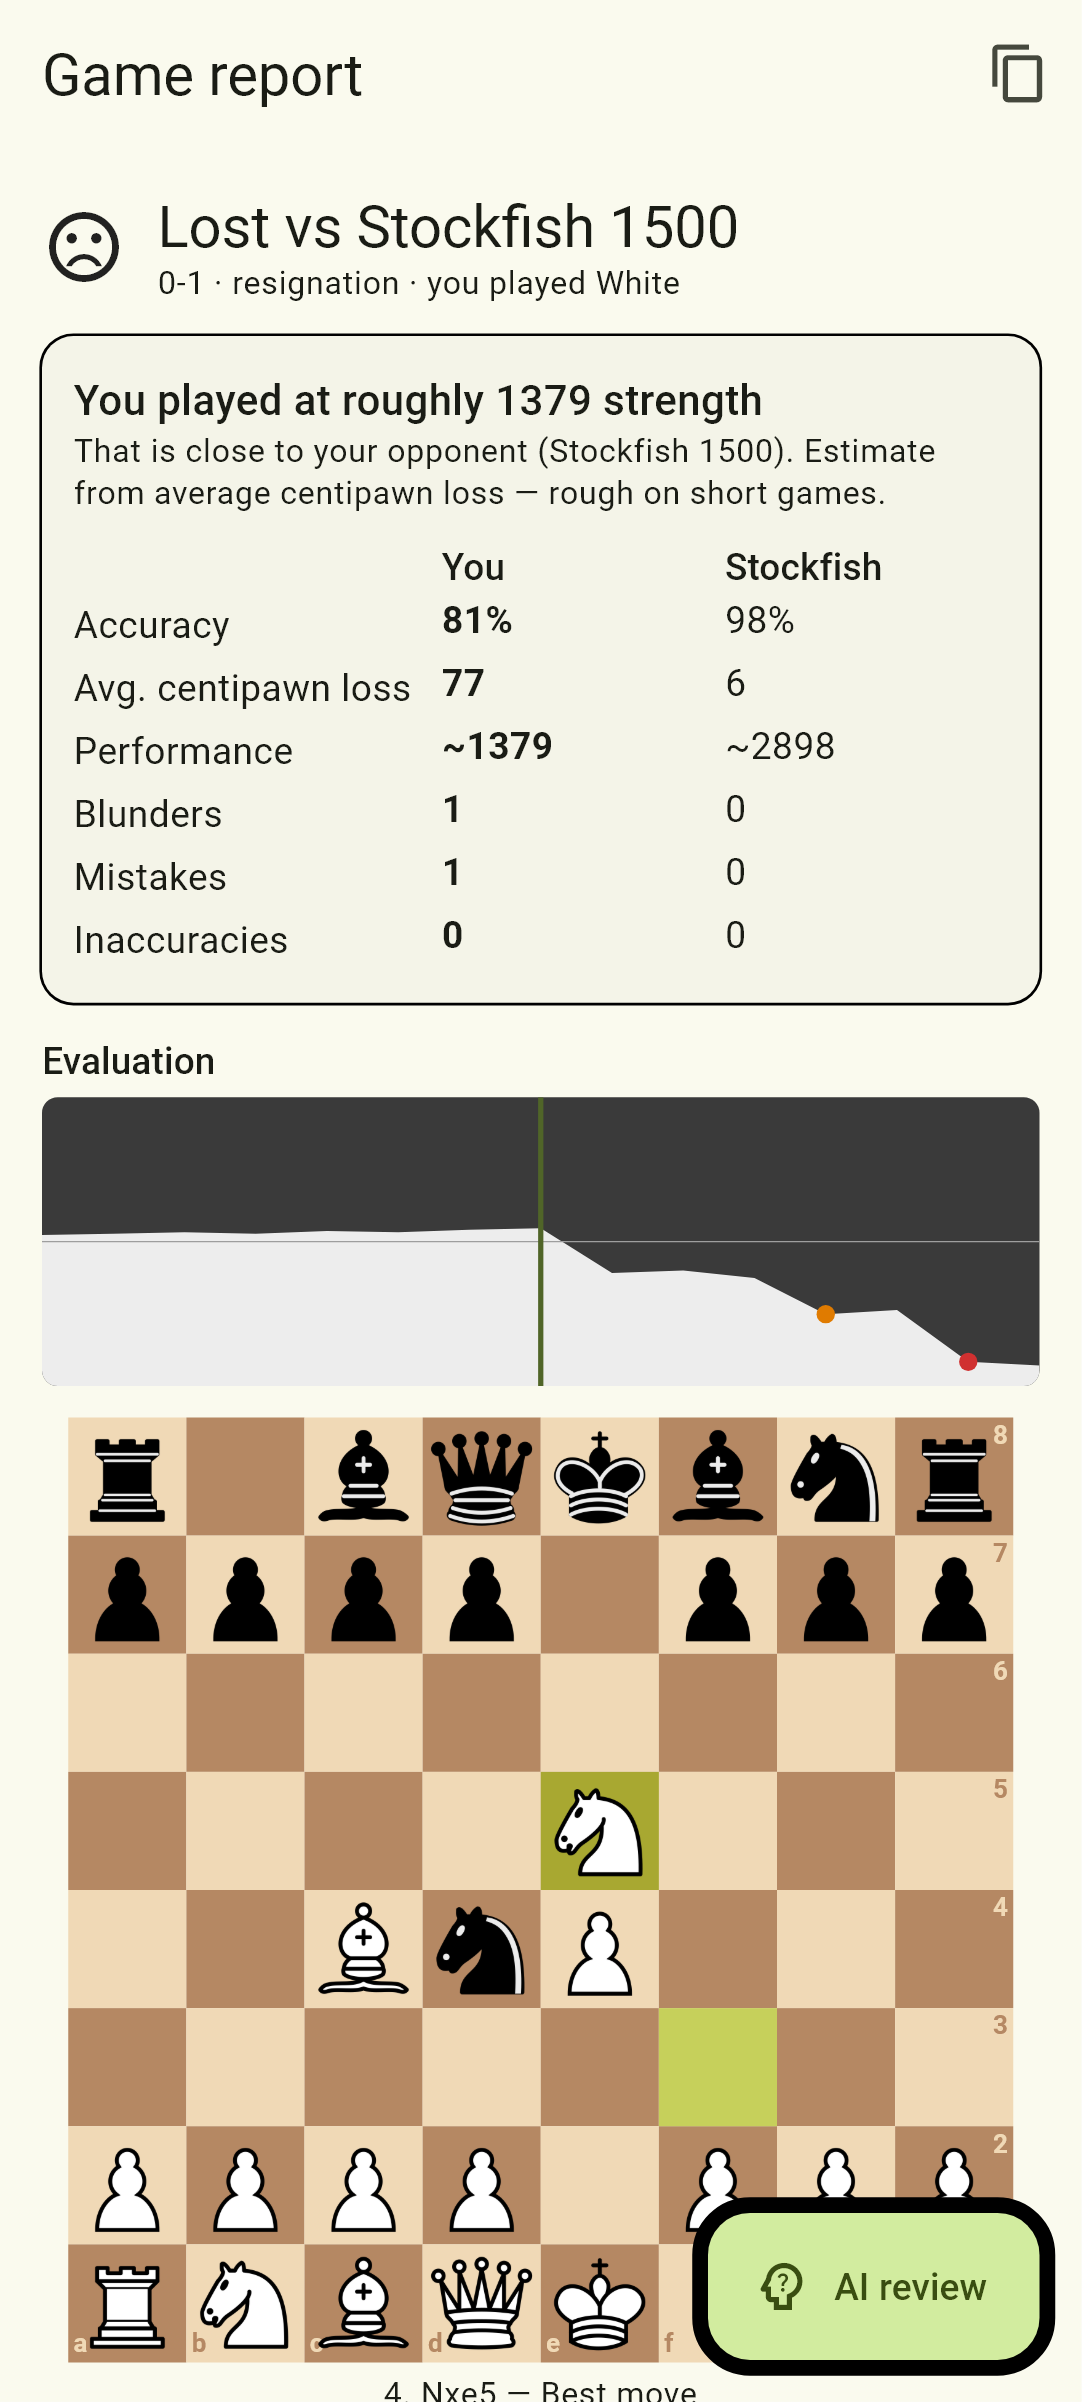 Game report
Lost vs Stockfish 1500
0-1 · resignation · you played White
You played at roughly 1379 strength
That is close to your opponent (Stockfish 1500). Estimate
from average centipawn loss — rough on short games.
You Stockfish
Accuracy 81% 98%
Avg. centipawn loss 77 6
Performance ~1379 ~2898
Blunders 1 0
Mistakes 1 0
Inaccuracies 0 0
Evaluation
8
7
6
5
4
3
2
AI review
a b c d e f
4. Nxe5 — Best move